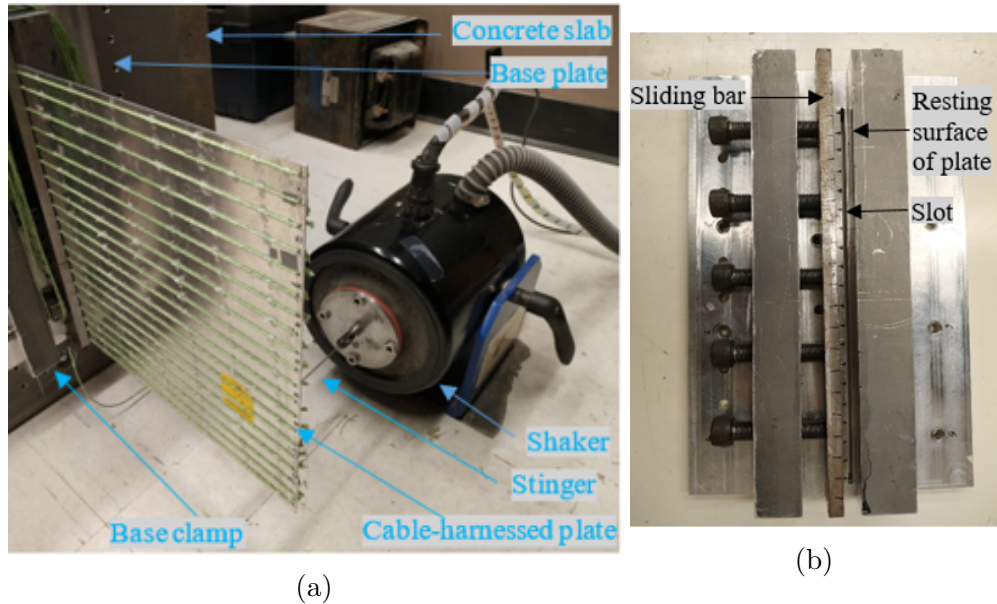 Concrete slab
Base plate
Shaker
Stinger
Cable-harnessed plate
Base clamp
(a)
Sliding bar
Resting
surface
of plate
Slot
(b)